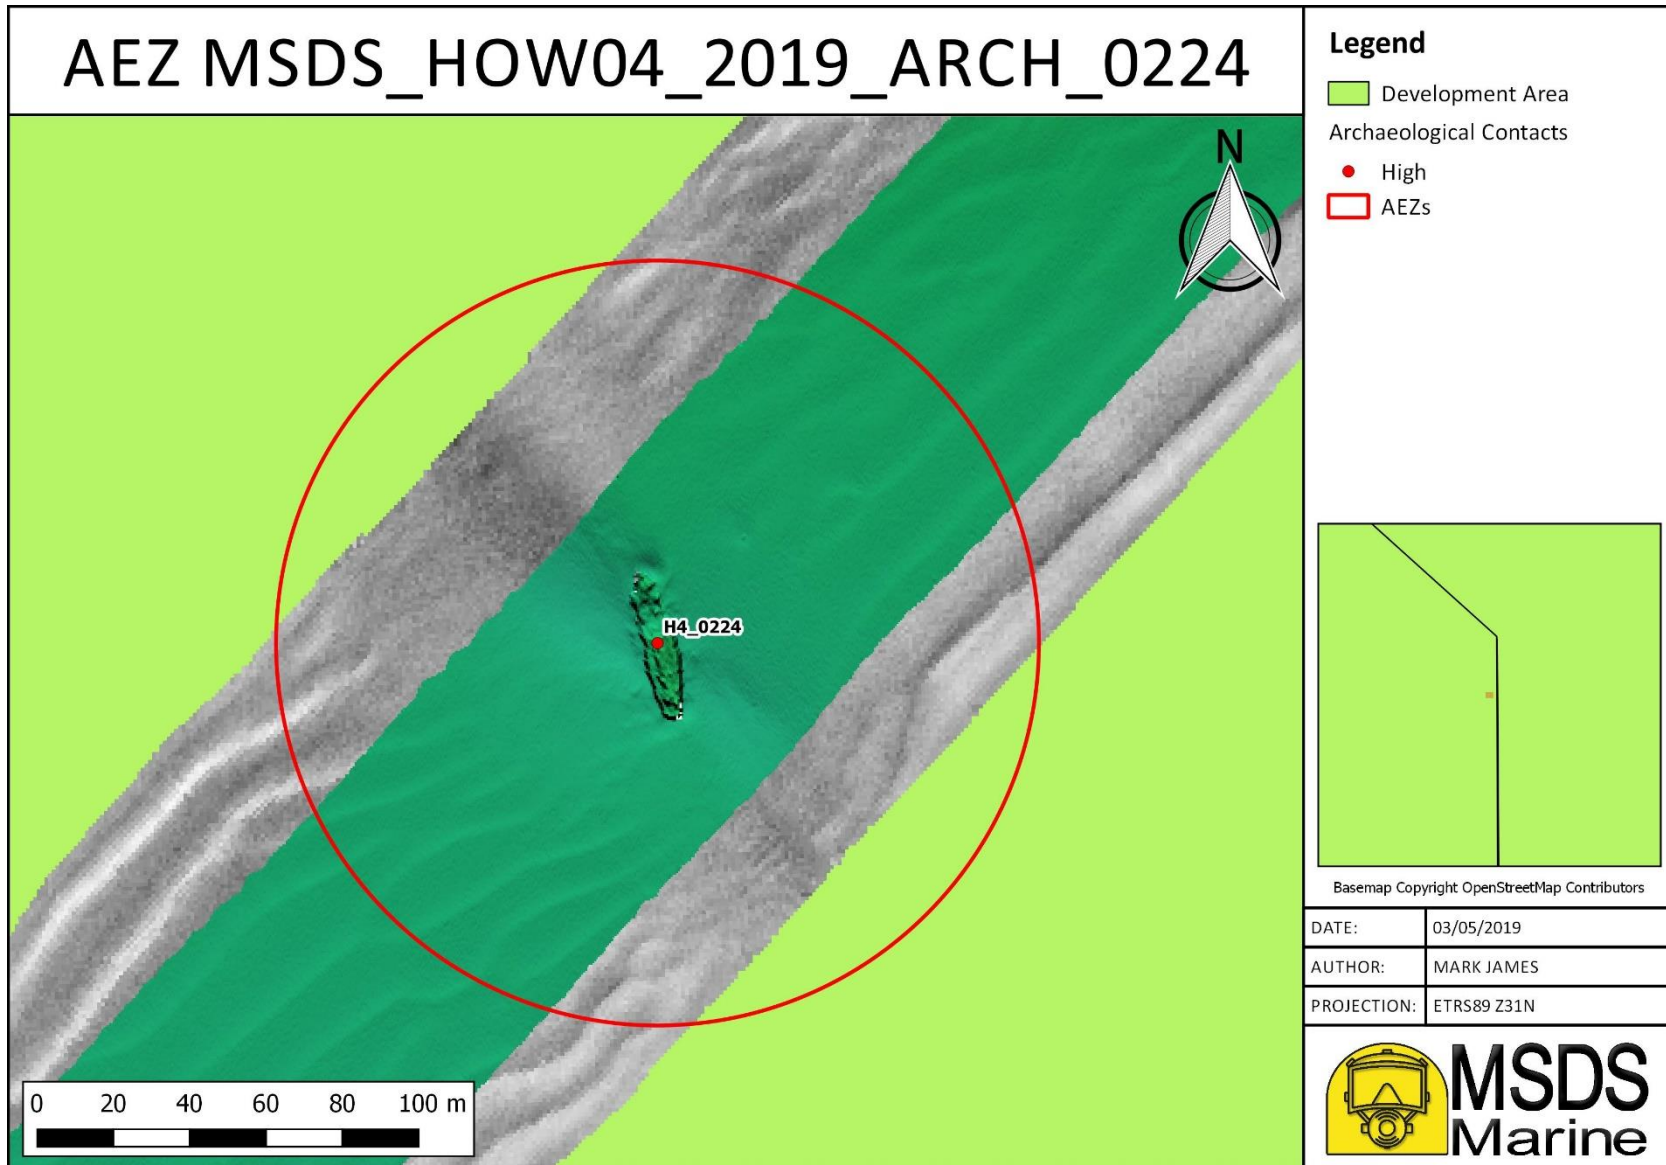 AEZ MSDS_HOW04_2019_ARCH_0224
Legend
Development Area
Archaeological Contacts
High
AEZs
N
H4_0224
0 20 40 60 80 100 m
Basemap Copyright OpenStreetMap Contributors
DATE: 03/05/2019
AUTHOR: MARK JAMES
PROJECTION: ETRS89 Z31N
MSDS
Marine